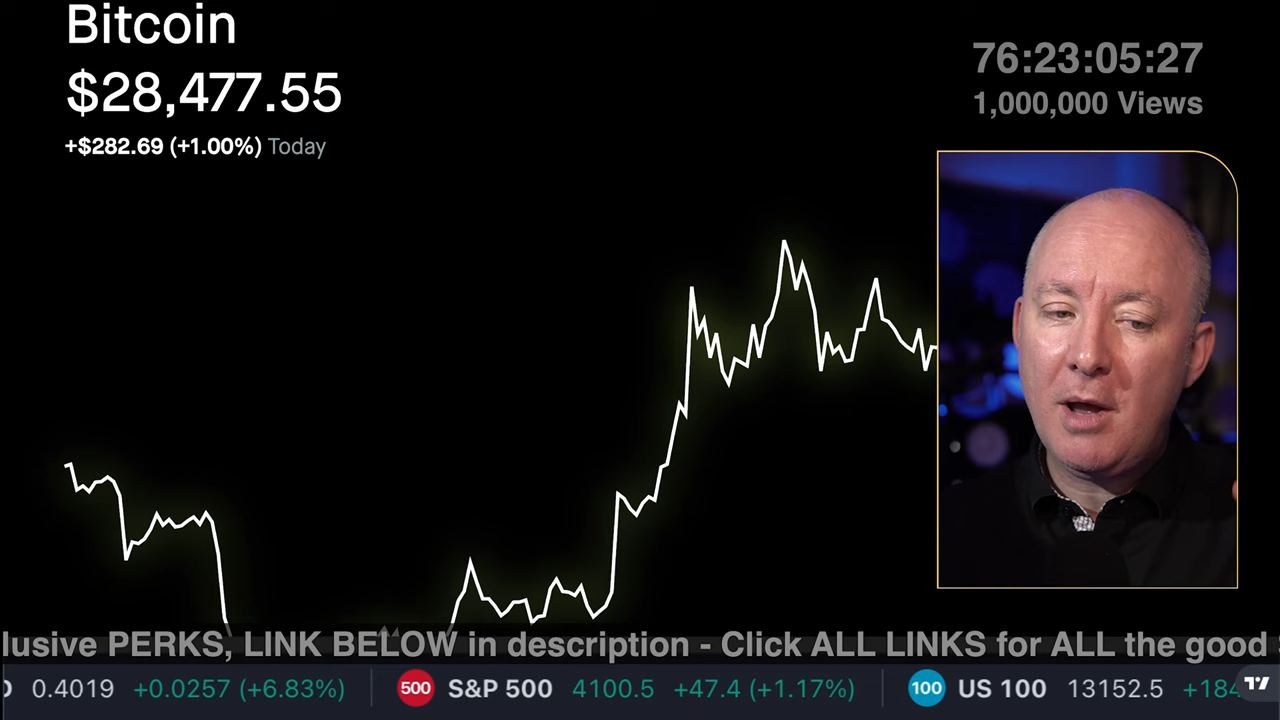 Bitcoin
$28,477.55
+$282.69 (+1.00%) Today
76:23:05:27
1,000,000 Views
lusive PERKS, LINK BELOW in description - Click ALL LINKS for ALL the good
0.4019 +0.0257 (+6.83%) 500 S&P 500 4100.5 +47.4 (+1.17%) 100 US 100 13152.5 +184